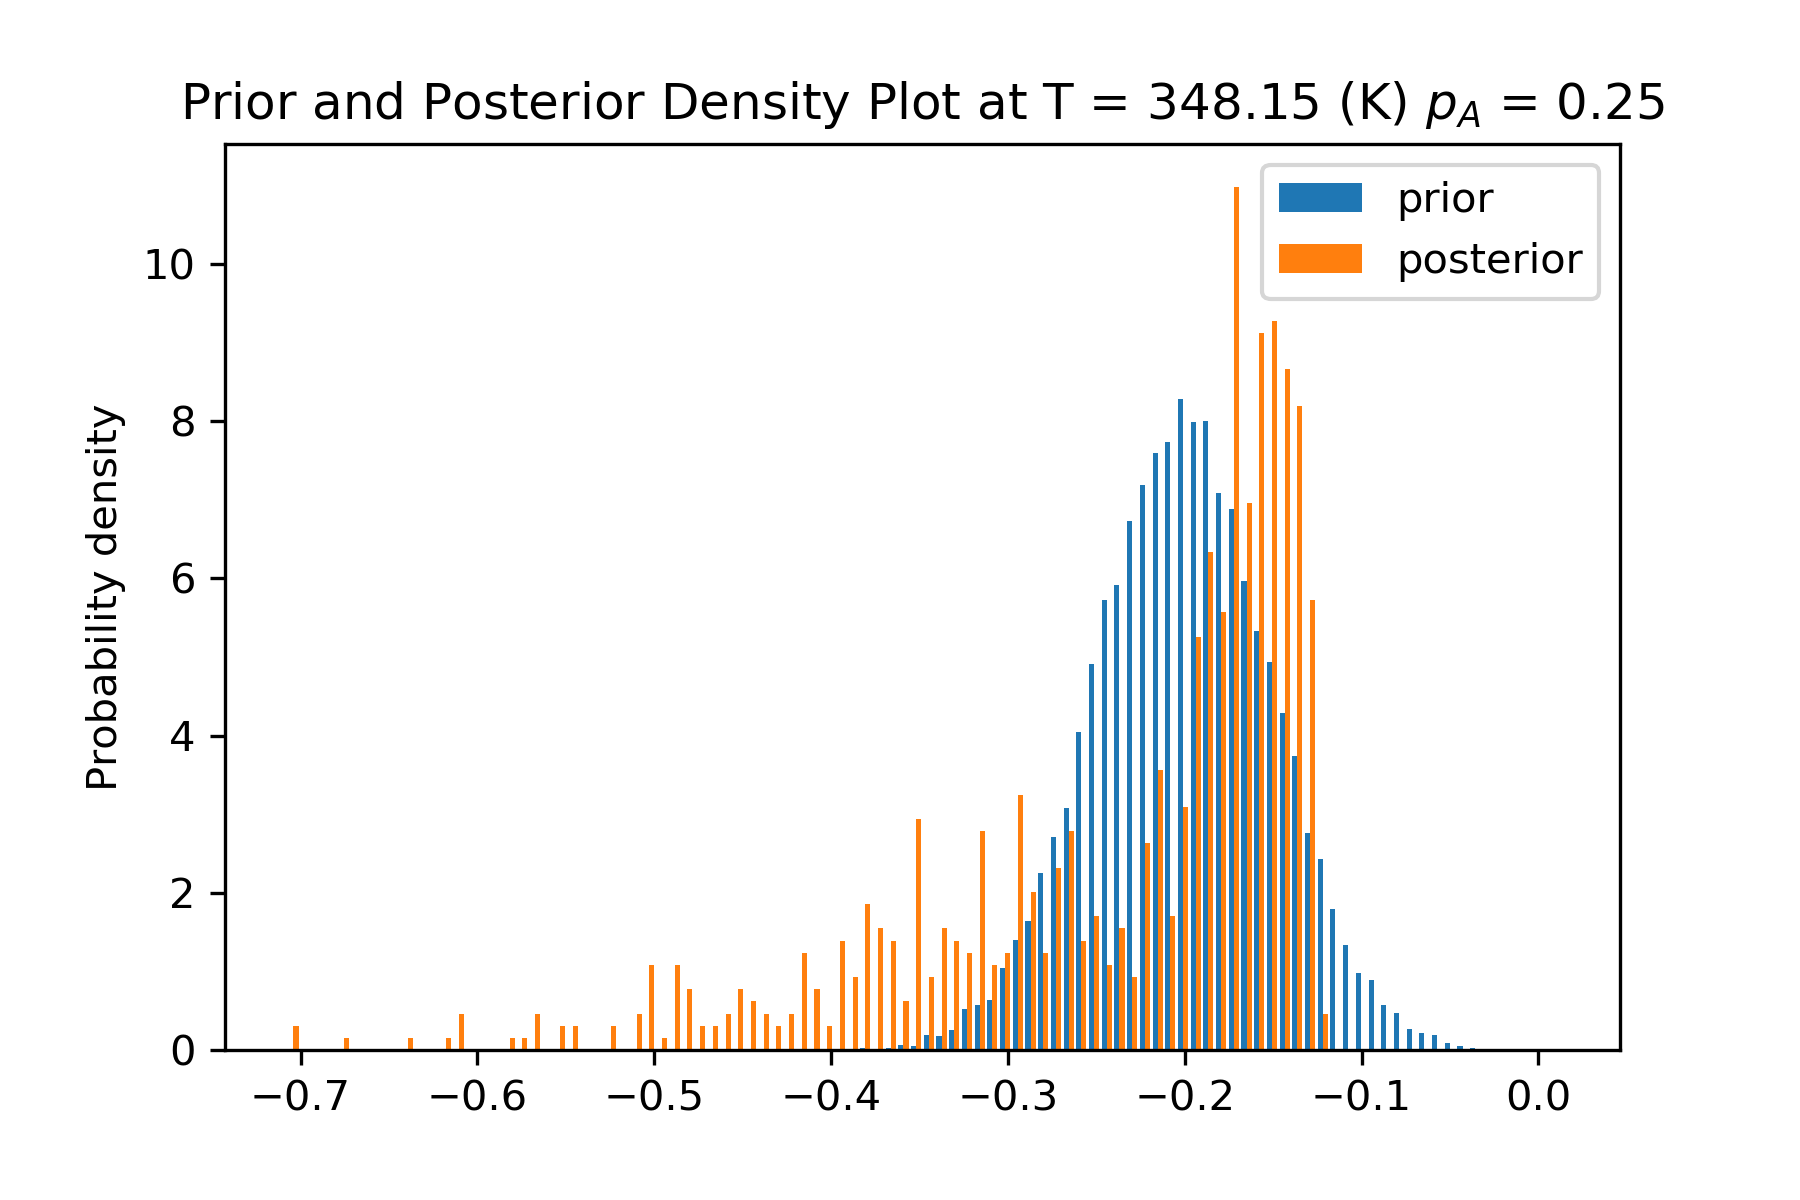 Prior and Posterior Density Plot at T = 348.15 (K) p_A = 0.25
prior
posterior
Probability density
10
8
6
4
2
0
−0.7 −0.6 −0.5 −0.4 −0.3 −0.2 −0.1 0.0